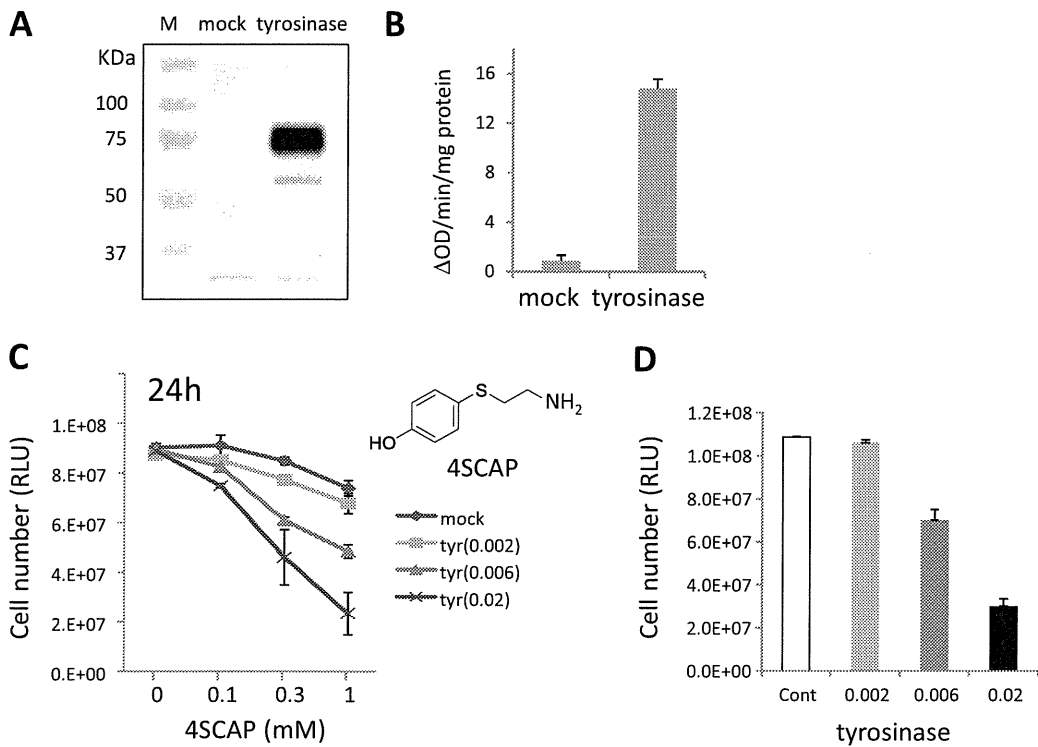 A
M mock tyrosinase
KDa
100
75
50
37
B
ΔOD/min/mg protein
16
12
8
4
0
mock tyrosinase
C
24h
Cell number (RLU)
1.E+08
8.E+07
6.E+07
4.E+07
2.E+07
0.E+00
0 0.1 0.3 1
4SCAP (mM)
S
NH2
HO
4SCAP
mock
tyr(0.002)
tyr(0.006)
tyr(0.02)
D
Cell number (RLU)
1.2E+08
1.0E+08
8.0E+07
6.0E+07
4.0E+07
2.0E+07
0.0E+00
Cont 0.002 0.006 0.02
tyrosinase